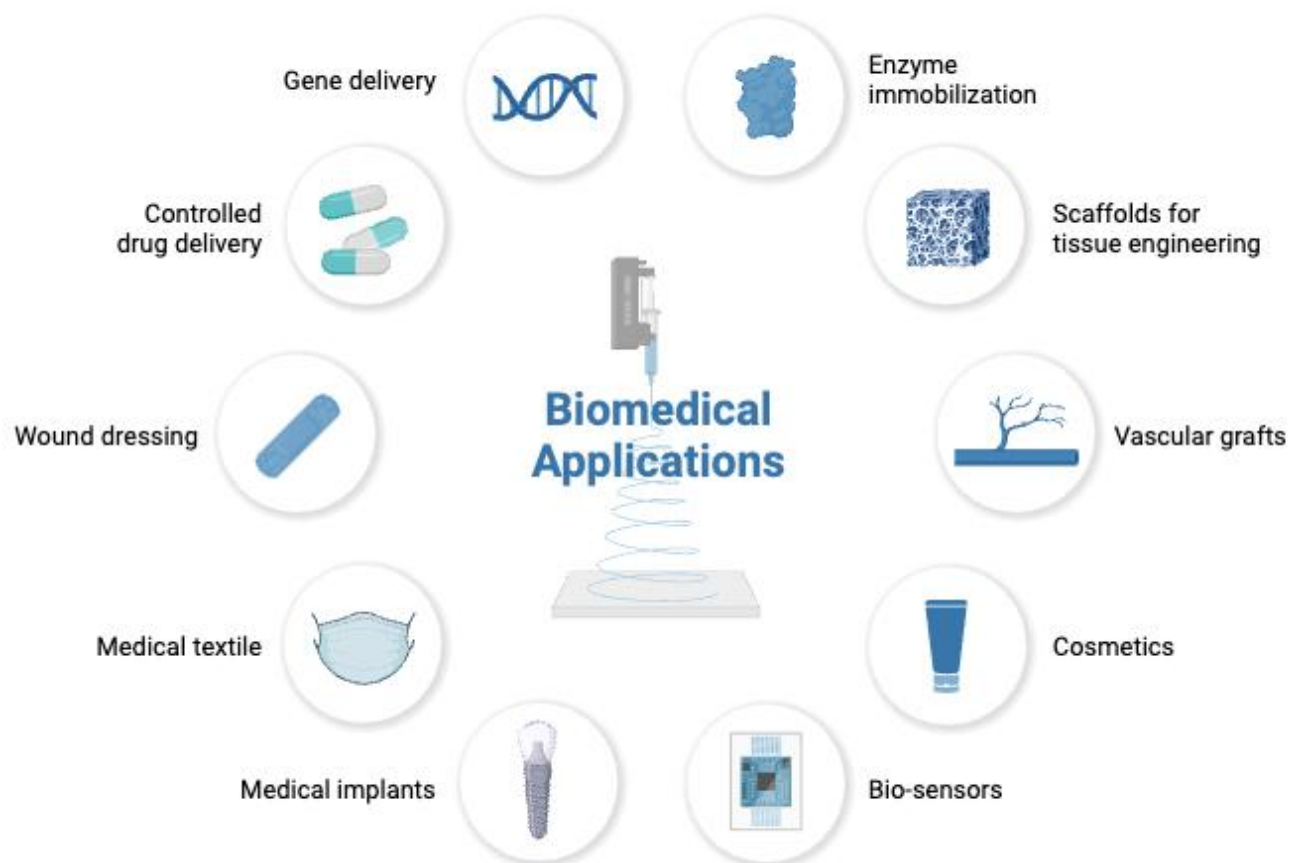 Gene delivery
Enzyme
immobilization
Controlled
drug delivery
Scaffolds for
tissue engineering
Biomedical
Applications
Wound dressing
Vascular grafts
Medical textile
Cosmetics
Medical implants
Bio-sensors